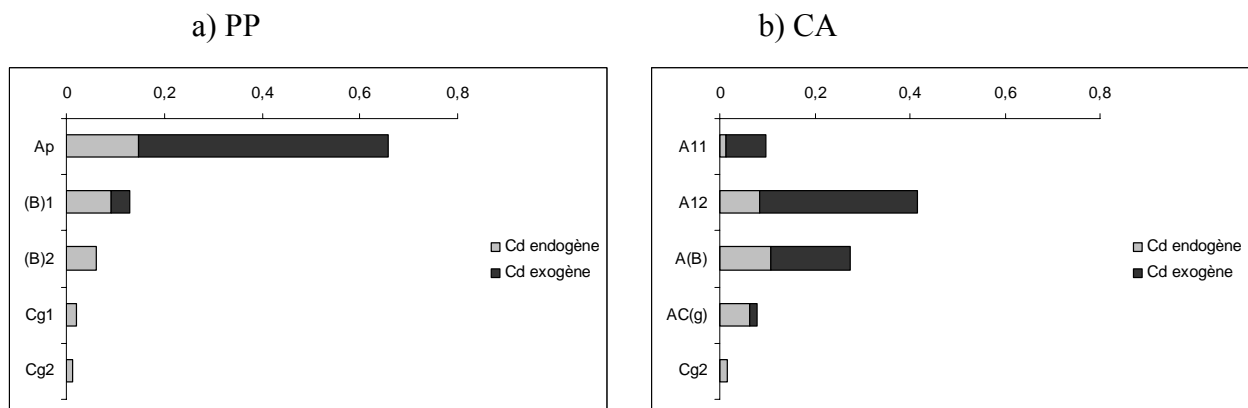 a) PP
0 0,2 0,4 0,6 0,8
Ap
(B)1
(B)2
Cg1
Cg2
Cd endogène
Cd exogène
b) CA
0 0,2 0,4 0,6 0,8
A11
A12
A(B)
AC(g)
Cg2
Cd endogène
Cd exogène